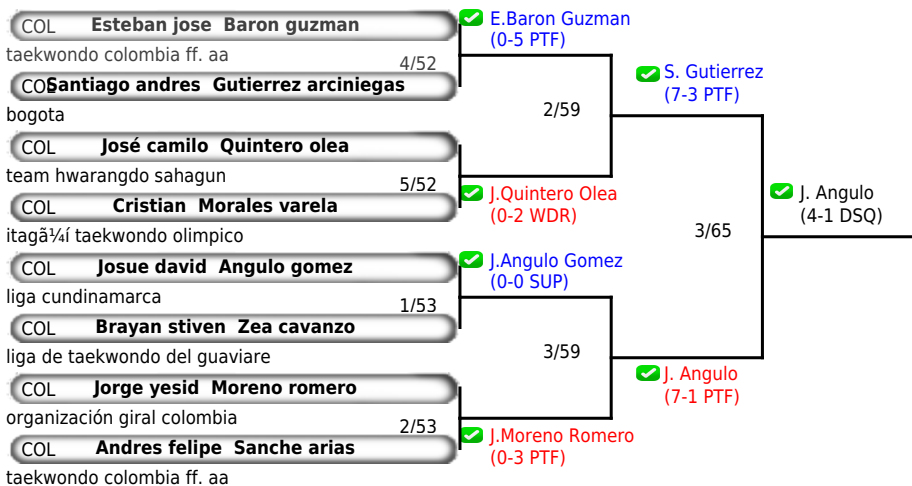 COL Esteban jose Baron guzman
taekwondo colombia ff. aa
4/52
COL Santiago andres Gutierrez arciniegas
bogota
COL José camilo Quintero olea
team hwarangdo sahagun
5/52
COL Cristian Morales varela
itagã¼í taekwondo olimpico
COL Josue david Angulo gomez
liga cundinamarca
1/53
COL Brayan stiven Zea cavanzo
liga de taekwondo del guaviare
COL Jorge yesid Moreno romero
organización giral colombia
2/53
COL Andres felipe Sanche arias
taekwondo colombia ff. aa
E.Baron Guzman
(0-5 PTF)
2/59
J.Quintero Olea
(0-2 WDR)
J.Angulo Gomez
(0-0 SUP)
3/59
J.Moreno Romero
(0-3 PTF)
S. Gutierrez
(7-3 PTF)
3/65
J. Angulo
(7-1 PTF)
J. Angulo
(4-1 DSQ)